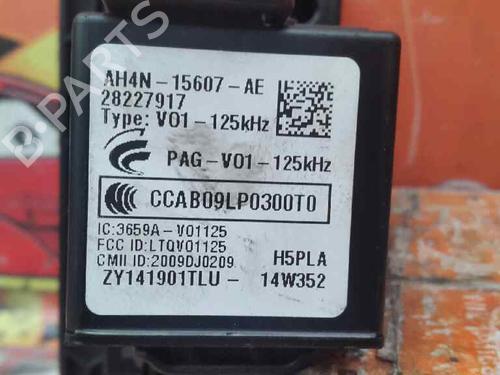 AH4N-15607-AE
28227917
Type: V01-125kHz
PAG-V01-125kHz
CCAB09LP0300T0
IC:3659A-V01125
FCC ID:LTQV01125
CMII ID:2009DJ0209 H5PLA
ZY141901TLU- 14W352
B-PARTS